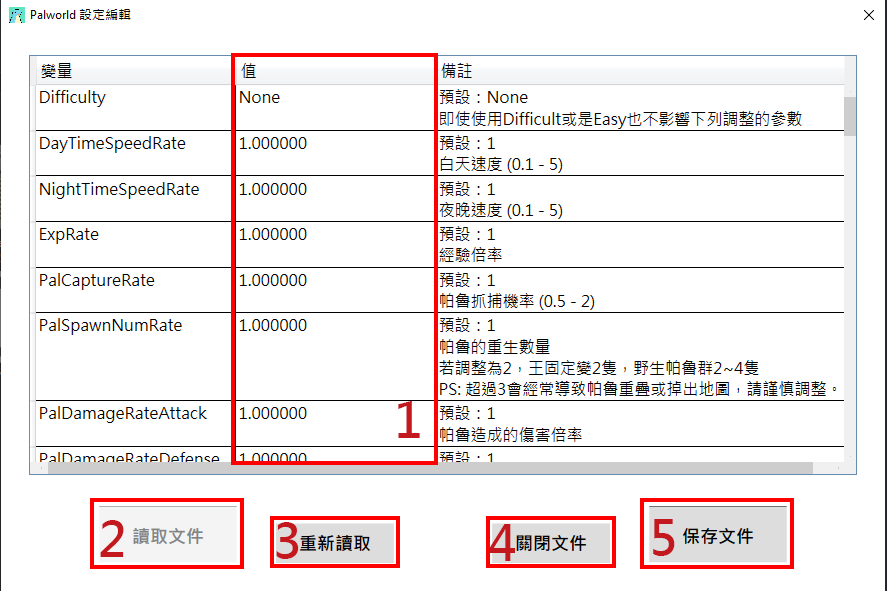 Palworld 設定編輯
變量 值 備註
Difficulty None 預設：None
即使使用Difficult或是Easy也不影響下列調整的參數
DayTimeSpeedRate 1.000000 預設：1
白天速度 (0.1 - 5)
NightTimeSpeedRate 1.000000 預設：1
夜晚速度 (0.1 - 5)
ExpRate 1.000000 預設：1
經驗倍率
PalCaptureRate 1.000000 預設：1
帕魯抓捕機率 (0.5 - 2)
PalSpawnNumRate 1.000000 預設：1
帕魯的重生數量
若調整為2，王固定變2隻，野生帕魯群2~4隻
PS: 超過3會經常導致帕魯重疊或掉出地圖，請謹慎調整。
PalDamageRateAttack 1.000000 預設：1
帕魯造成的傷害倍率
1
PalDamageRateDefense 1.000000 預設：1
2 讀取文件
3 重新讀取
4 關閉文件
5 保存文件